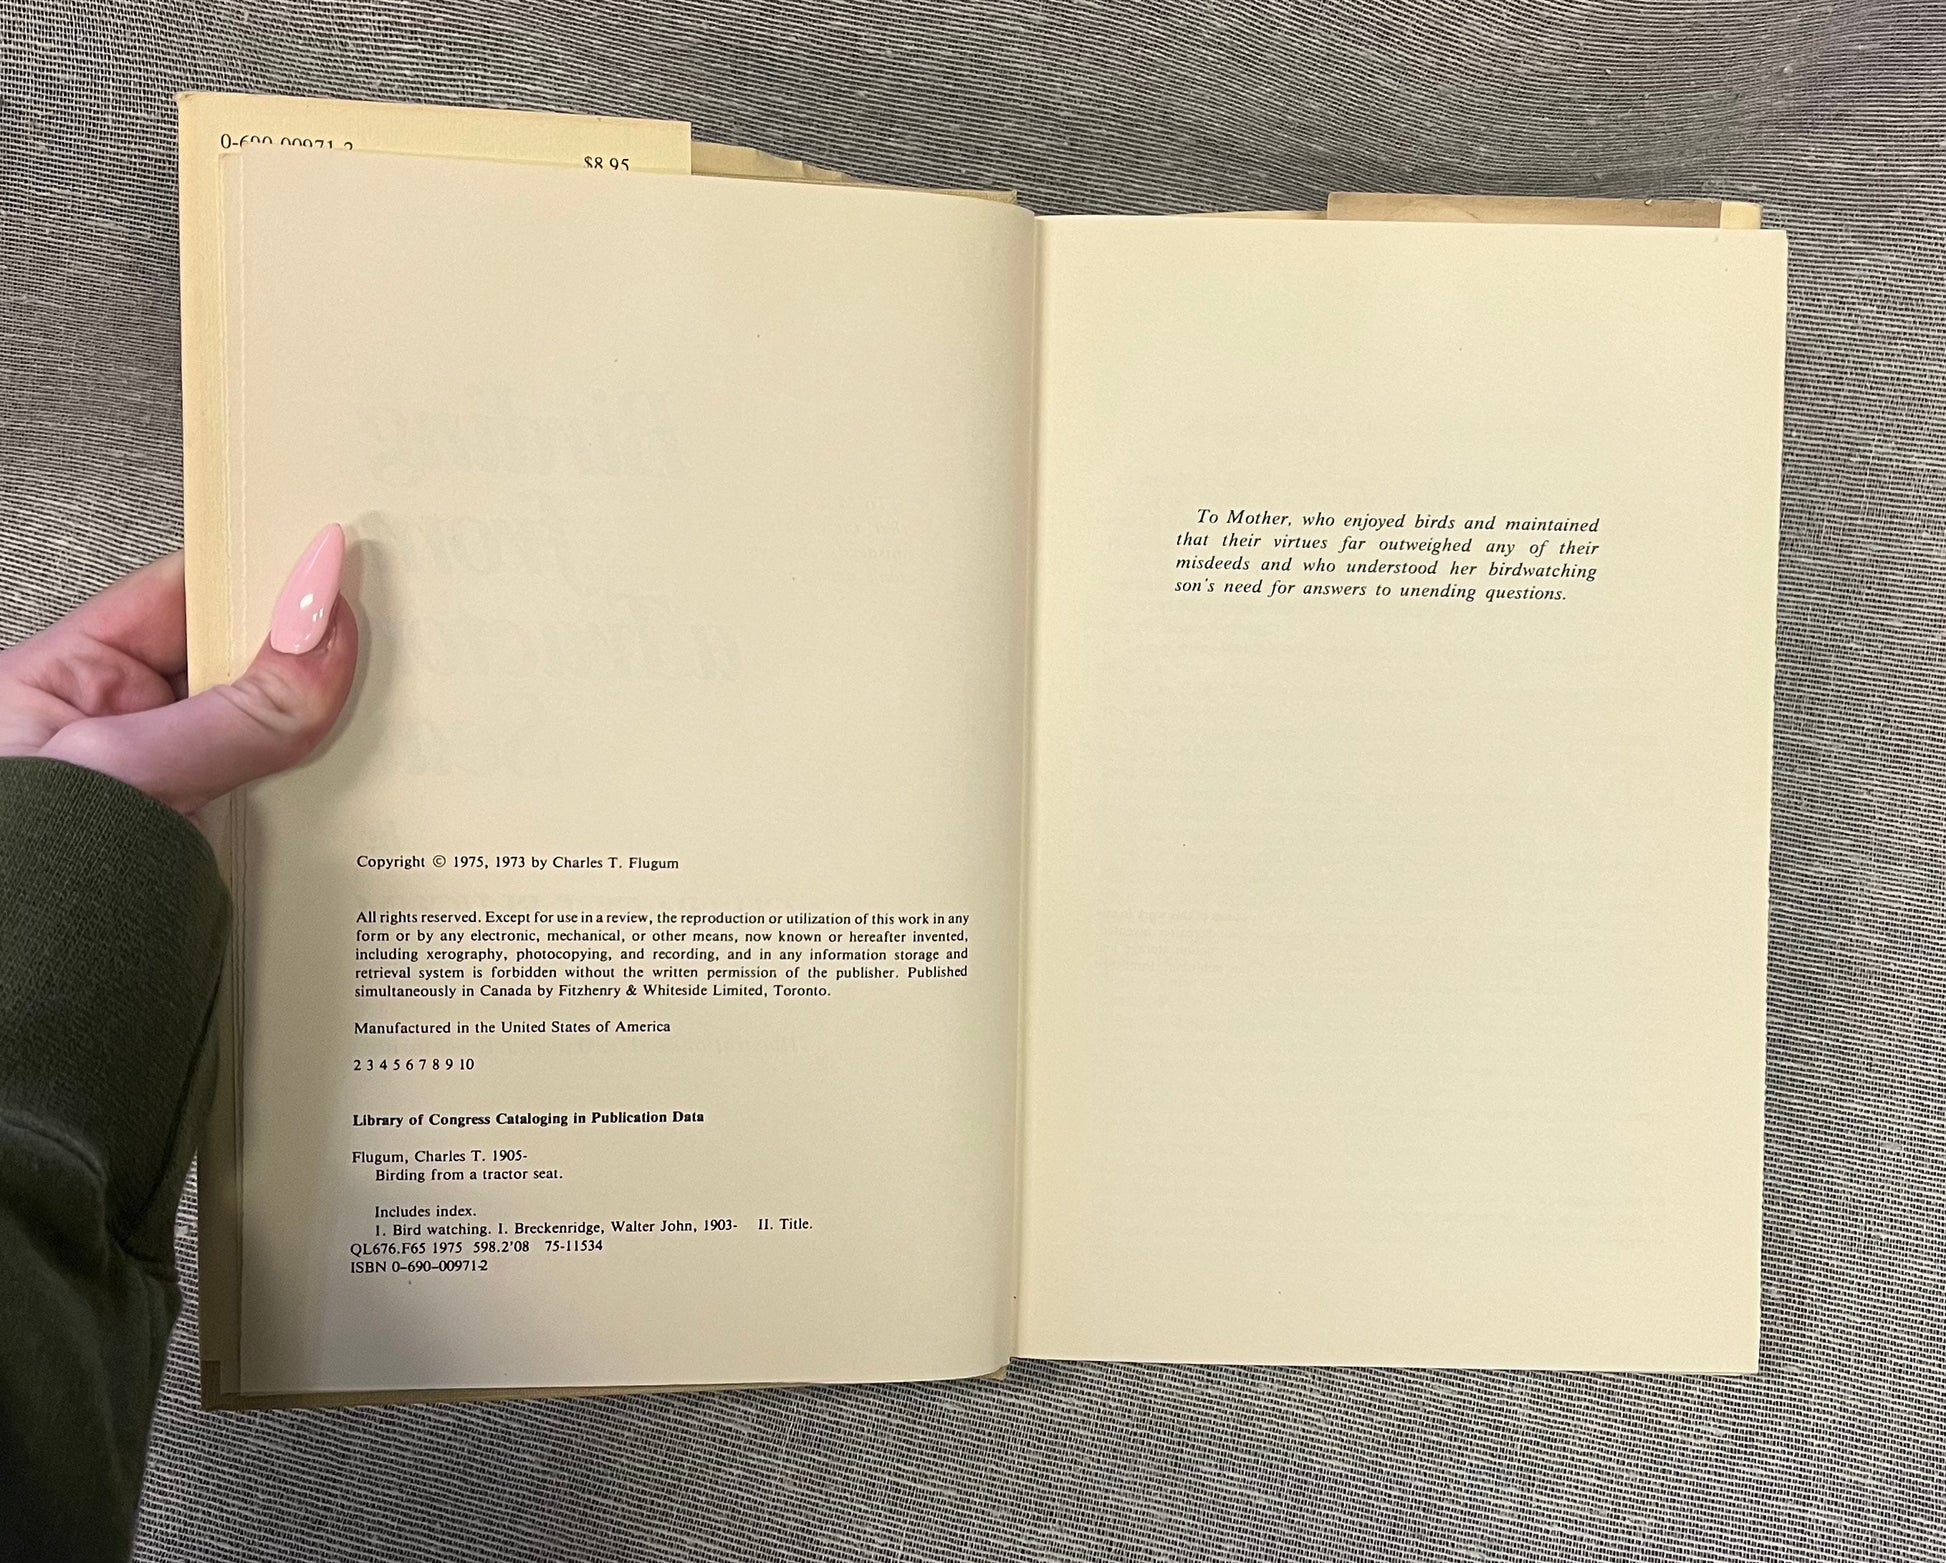 $8.95
Copyright © 1975, 1973 by Charles T. Flugum
All rights reserved. Except for use in a review, the reproduction or utilization of this work in any
form or by any electronic, mechanical, or other means, now known or hereafter invented,
including xerography, photocopying, and recording, and in any information storage and
retrieval system is forbidden without the written permission of the publisher. Published
simultaneously in Canada by Fitzhenry & Whiteside Limited, Toronto.
Manufactured in the United States of America
2 3 4 5 6 7 8 9 10
Library of Congress Cataloging in Publication Data
Flugum, Charles T. 1905-
Birding from a tractor seat.
Includes index.
1. Bird watching. I. Breckenridge, Walter John, 1903- II. Title.
QL676.F65 1975 598.2'08 75-11534
ISBN 0-690-00971-2
To Mother, who enjoyed birds and maintained
that their virtues far outweighed any of their
misdeeds and who understood her birdwatching
son's need for answers to unending questions.